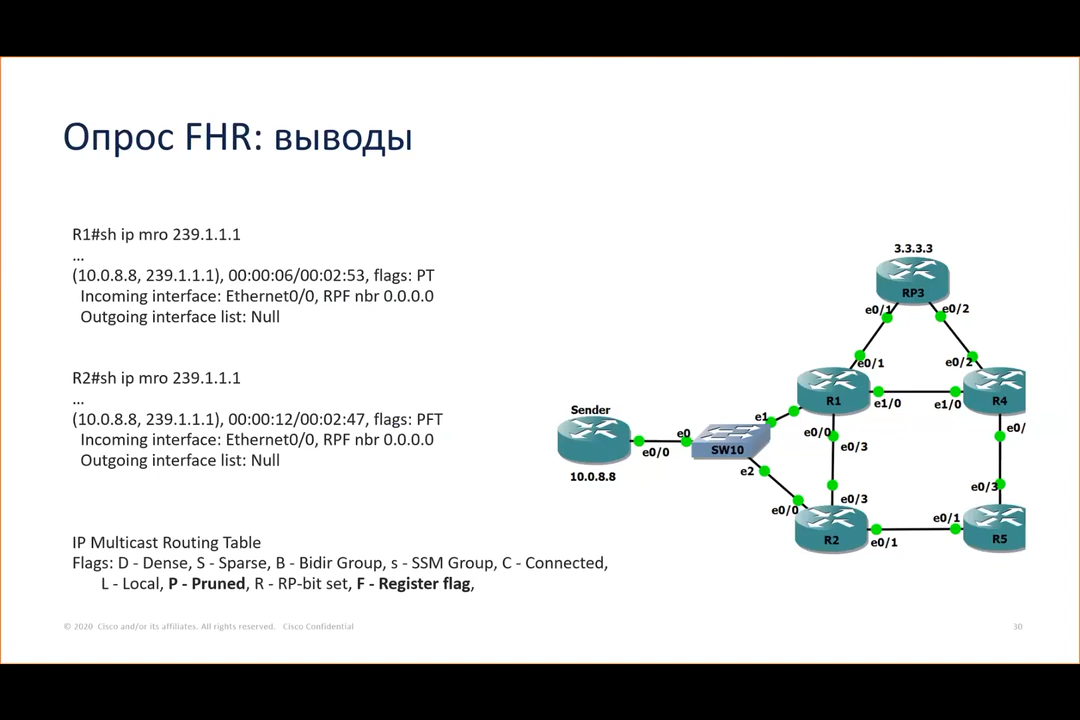 Опрос FHR: выводы
R1#sh ip mro 239.1.1.1
...
(10.0.8.8, 239.1.1.1), 00:00:06/00:02:53, flags: PT
Incoming interface: Ethernet0/0, RPF nbr 0.0.0.0
Outgoing interface list: Null
R2#sh ip mro 239.1.1.1
...
(10.0.8.8, 239.1.1.1), 00:00:12/00:02:47, flags: PFT
Incoming interface: Ethernet0/0, RPF nbr 0.0.0.0
Outgoing interface list: Null
IP Multicast Routing Table
Flags: D - Dense, S - Sparse, B - Bidir Group, s - SSM Group, C - Connected,
L - Local, P - Pruned, R - RP-bit set, F - Register flag,
3.3.3.3
RP3
e0/1
e0/2
e0/1
e0/2
R1
R4
e1/0
e1/0
Sender
e1
e0
e0/0
e0/
SW10
e0/0
e0/3
10.0.8.8
e2
e0/3
e0/3
e0/0
e0/1
R2
R5
e0/1
© 2020 Cisco and/or its affiliates. All rights reserved. Cisco Confidential
30